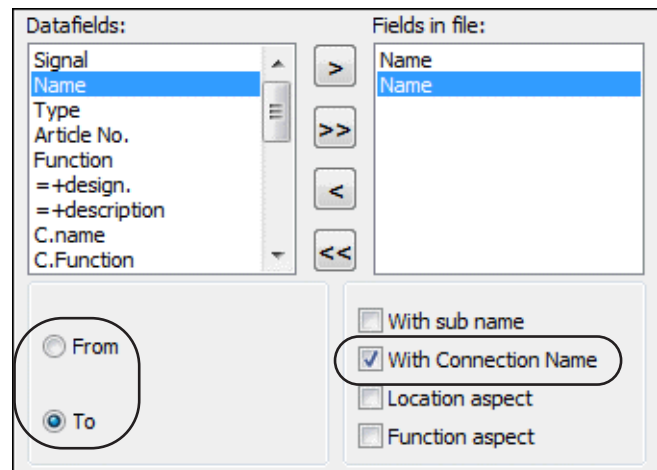 Datafields:
Signal
Name
Type
Article No.
Function
=+design.
=+description
C.name
C.Function
>
>>
<
<<
Fields in file:
Name
Name
From
To
With sub name
With Connection Name
Location aspect
Function aspect